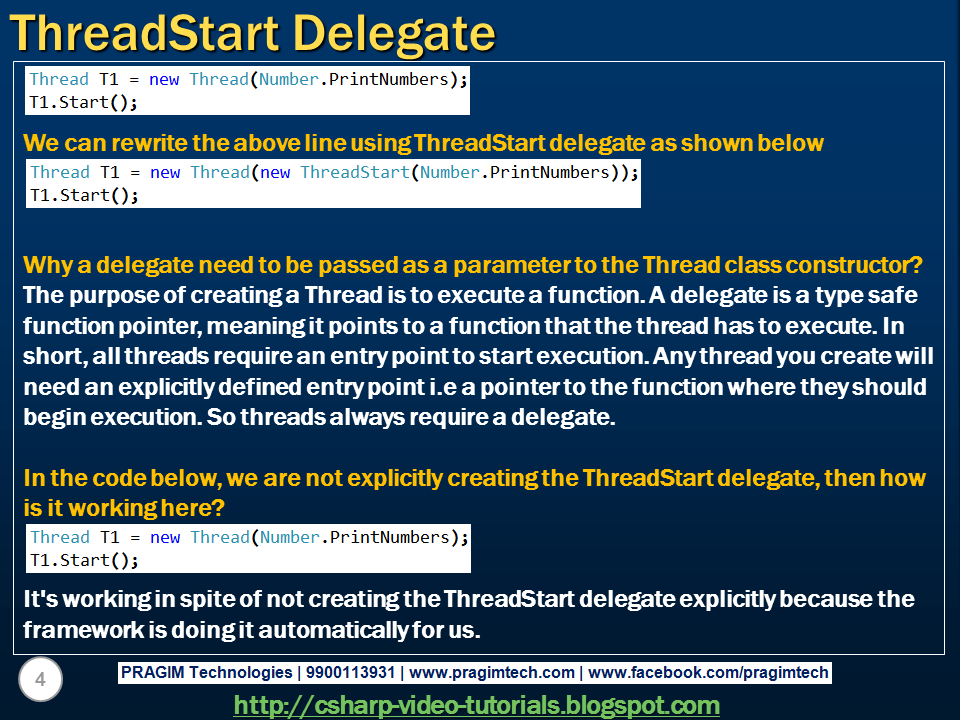 ThreadStart Delegate
Thread T1 = new Thread(Number.PrintNumbers);
T1.Start();
We can rewrite the above line using ThreadStart delegate as shown below
Thread T1 = new Thread(new ThreadStart(Number.PrintNumbers));
T1.Start();
Why a delegate need to be passed as a parameter to the Thread class constructor?
The purpose of creating a Thread is to execute a function. A delegate is a type safe
function pointer, meaning it points to a function that the thread has to execute. In
short, all threads require an entry point to start execution. Any thread you create will
need an explicitly defined entry point i.e a pointer to the function where they should
begin execution. So threads always require a delegate.
In the code below, we are not explicitly creating the ThreadStart delegate, then how
is it working here?
Thread T1 = new Thread(Number.PrintNumbers);
T1.Start();
It's working in spite of not creating the ThreadStart delegate explicitly because the
framework is doing it automatically for us.
4
PRAGIM Technologies | 9900113931 | www.pragimtech.com | www.facebook.com/pragimtech
http://csharp-video-tutorials.blogspot.com